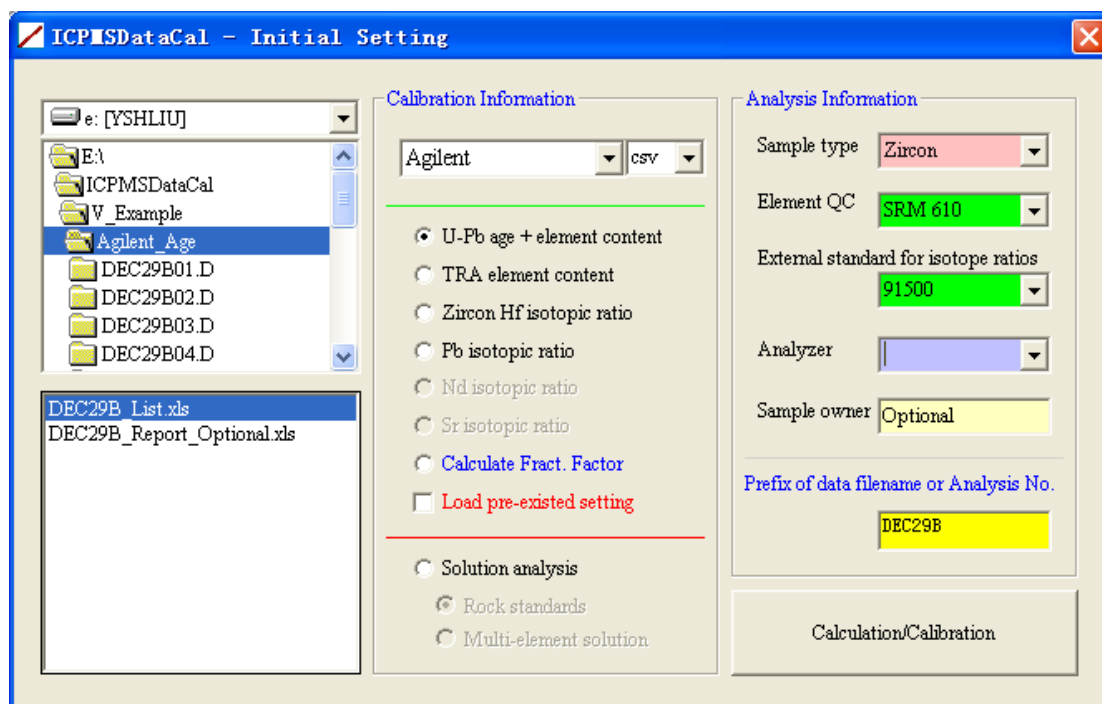 ICPMSDataCal - Initial Setting
e: [YSHLIU]
E:\
ICPMSDataCal
V_Example
Agilent_Age
DEC29B01.D
DEC29B02.D
DEC29B03.D
DEC29B04.D
DEC29B_List.xls
DEC29B_Report_Optional.xls
Calibration Information
Agilent csv
U-Pb age + element content
TRA element content
Zircon Hf isotopic ratio
Pb isotopic ratio
Nd isotopic ratio
Sr isotopic ratio
Calculate Fract. Factor
Load pre-existed setting
Solution analysis
Rock standards
Multi-element solution
Analysis Information
Sample type Zircon
Element QC SRM 610
External standard for isotope ratios
91500
Analyzer
Sample owner Optional
Prefix of data filename or Analysis No.
DEC29B
Calculation/Calibration